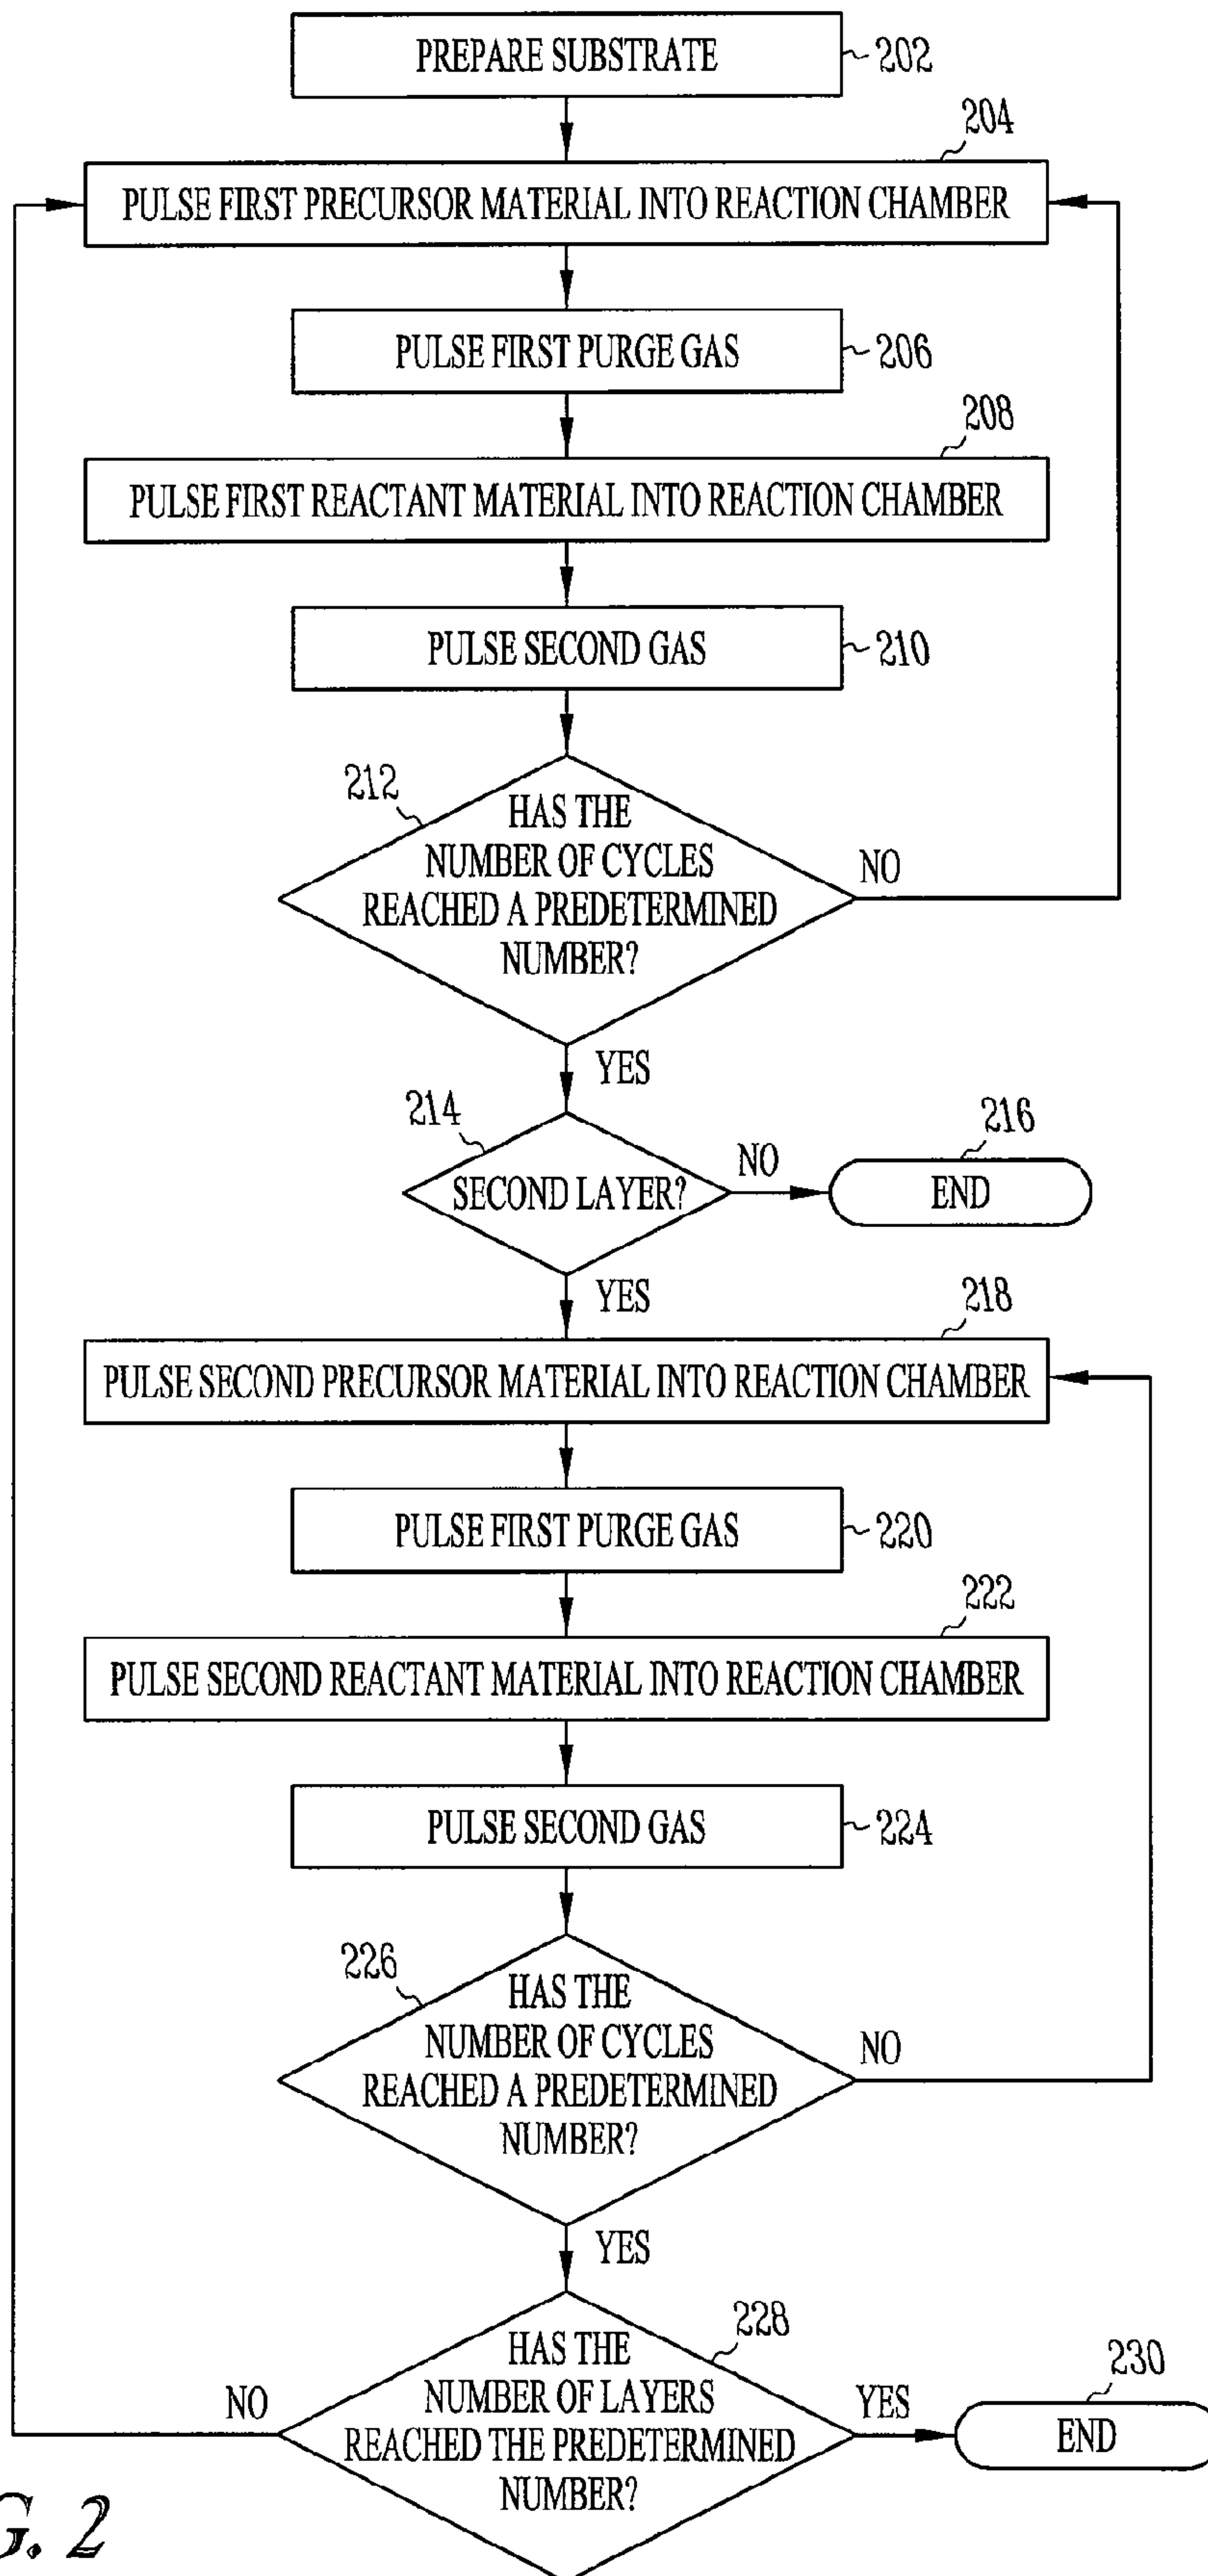 PREPARE SUBSTRATE
202
204
PULSE FIRST PRECURSOR MATERIAL INTO REACTION CHAMBER
PULSE FIRST PURGE GAS
206
208
PULSE FIRST REACTANT MATERIAL INTO REACTION CHAMBER
PULSE SECOND GAS
210
212
HAS THE
NUMBER OF CYCLES
REACHED A PREDETERMINED
NUMBER?
NO
YES
214
SECOND LAYER?
NO
216
END
YES
218
PULSE SECOND PRECURSOR MATERIAL INTO REACTION CHAMBER
PULSE FIRST PURGE GAS
220
222
PULSE SECOND REACTANT MATERIAL INTO REACTION CHAMBER
PULSE SECOND GAS
224
226
HAS THE
NUMBER OF CYCLES
REACHED A PREDETERMINED
NUMBER?
NO
YES
228
HAS THE
NUMBER OF LAYERS
REACHED THE PREDETERMINED
NUMBER?
NO
YES
230
END
G. 2